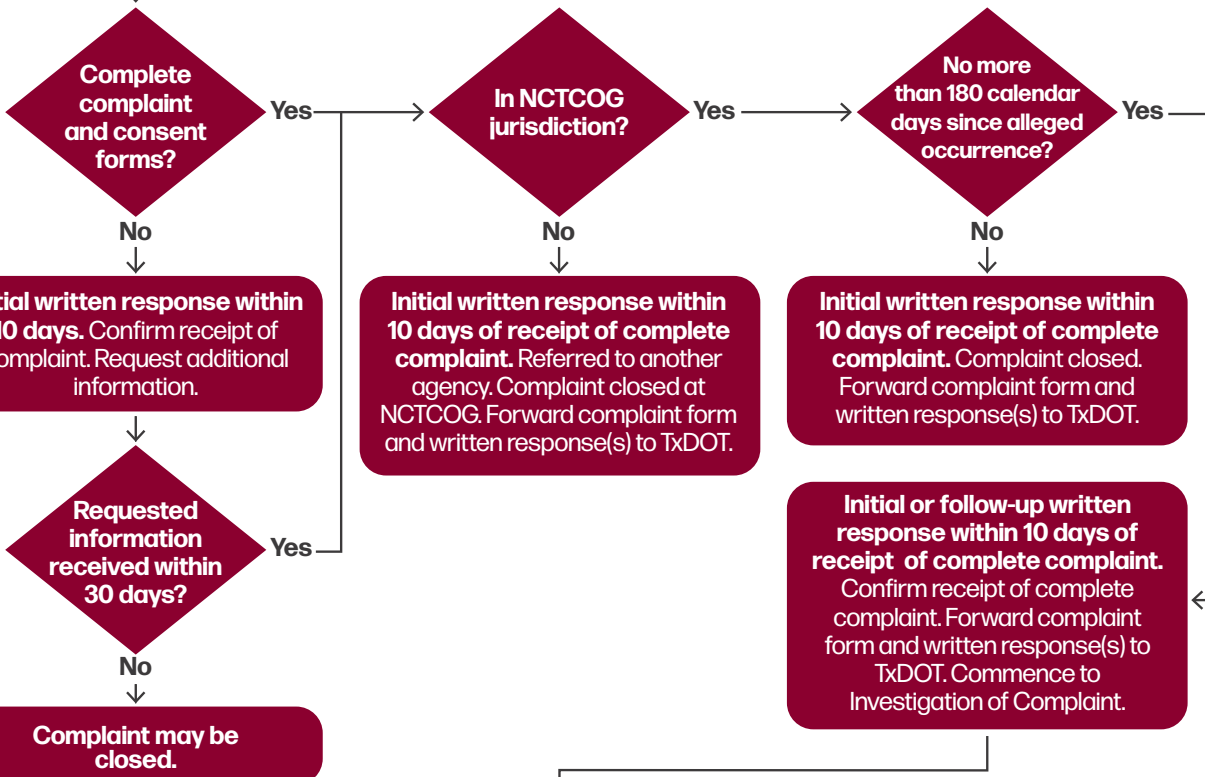 Complete
complaint
and consent
forms?
Yes
In NCTCOG
jurisdiction?
Yes
No more
than 180 calendar
days since alleged
occurrence?
Yes
No
No
No
written response within
10 days. Confirm receipt of
Request additional
information.
Initial written response within
10 days of receipt of complete
complaint. Referred to another
agency. Complaint closed at
NCTCOG. Forward complaint form
and written response(s) to TxDOT.
Initial written response within
10 days of receipt of complete
complaint. Complaint closed.
Forward complaint form and
written response(s) to TxDOT.
Requested
information
received within
30 days?
Yes
No
Complaint may be
closed.
Initial or follow-up written
response within 10 days of
receipt of complete complaint.
Confirm receipt of complete
complaint. Forward complaint
form and written response(s) to
TxDOT. Commence to
Investigation of Complaint.